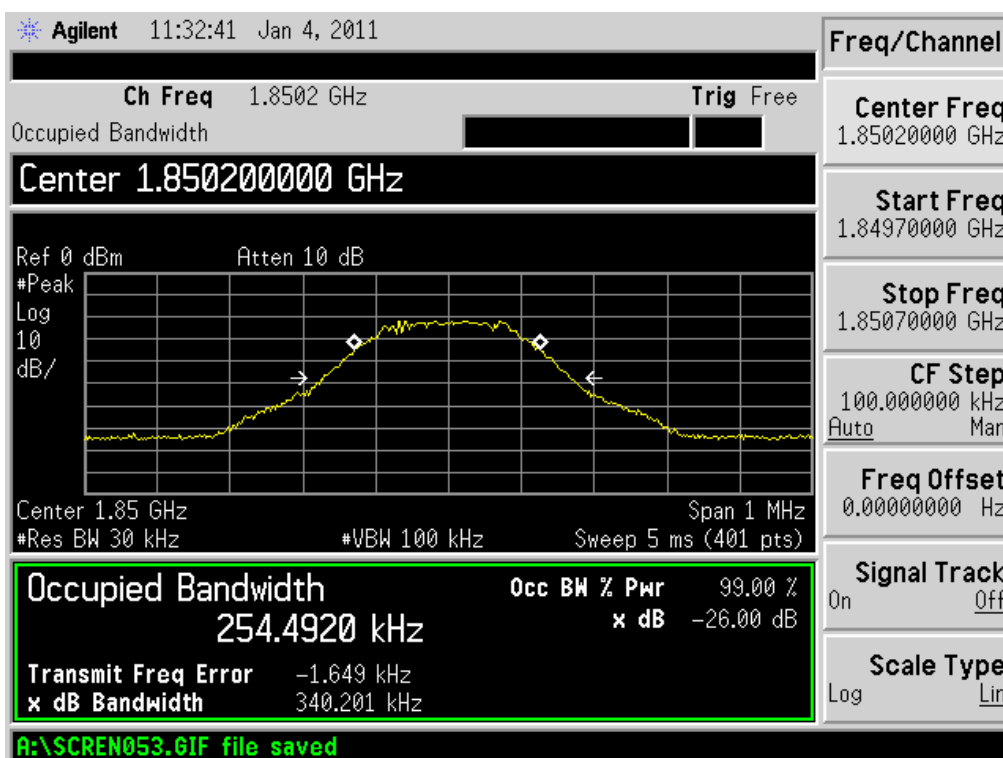 Agilent 11:32:41 Jan 4, 2011
Freq/Channel
Ch Freq 1.8502 GHz Trig Free
Occupied Bandwidth
Center 1.850200000 GHz
Ref 0 dBm Atten 10 dB
#Peak
Log
10
dB/
Center 1.85 GHz Span 1 MHz
#Res BW 30 kHz #VBW 100 kHz Sweep 5 ms (401 pts)
Occupied Bandwidth Occ BW % Pwr 99.00 %
254.4920 kHz x dB -26.00 dB
Transmit Freq Error -1.649 kHz
x dB Bandwidth 340.201 kHz
A:\SCREN053.GIF file saved
Center Freq
1.85020000 GHz
Start Freq
1.84970000 GHz
Stop Freq
1.85070000 GHz
CF Step
100.000000 kHz
Auto Man
Freq Offset
0.00000000 Hz
Signal Track
On Off
Scale Type
Log Lin